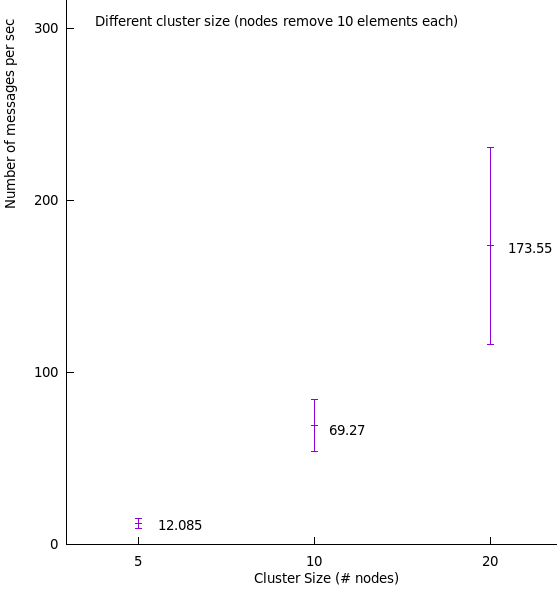 Different cluster size (nodes remove 10 elements each)
Number of messages per sec
300
200
100
0
173.55
69.27
12.085
5 10 20
Cluster Size (# nodes)